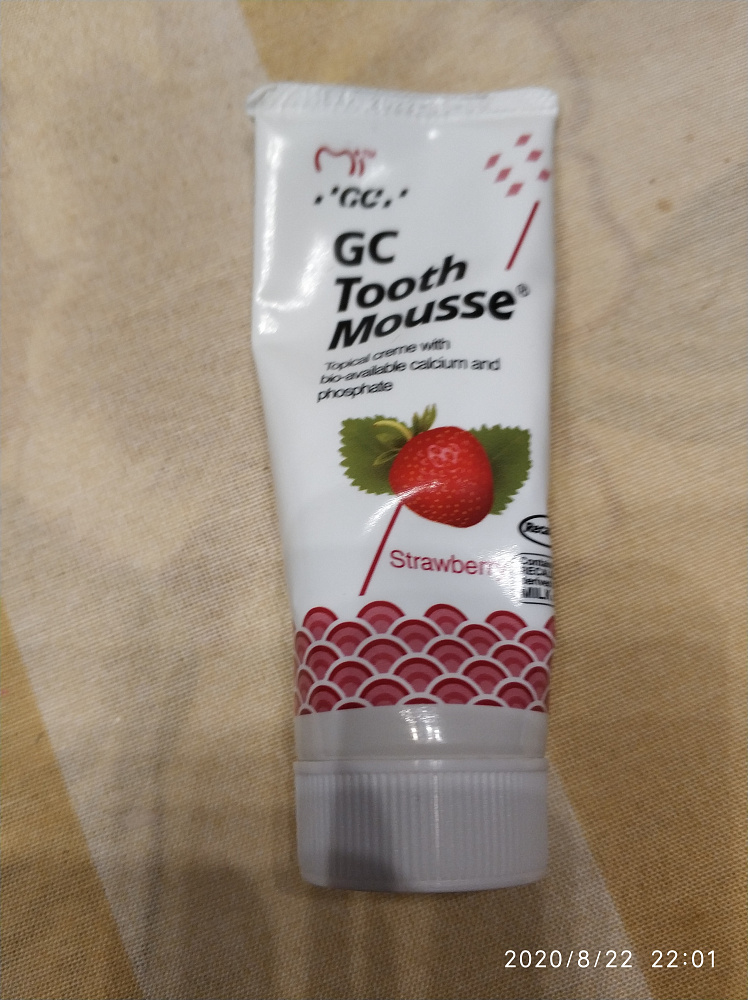 Mi
GC
GC
Tooth
Mousse®
Topical creme with
bio-available calcium and
phosphate
Strawberr
MILK
2020/8/22 22:01